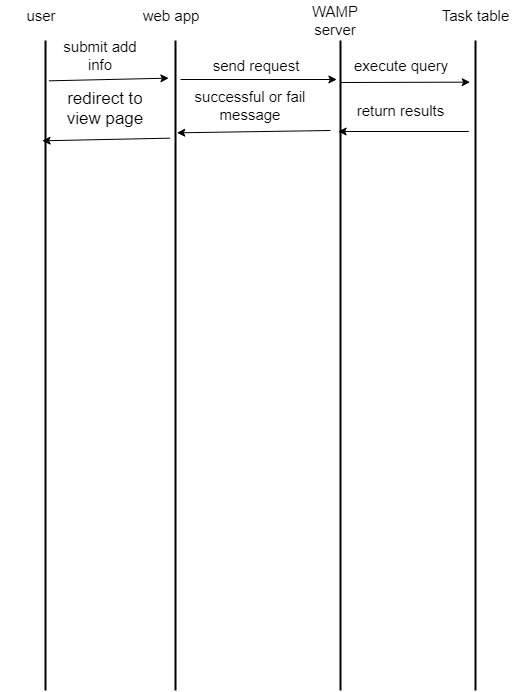 user
web app
WAMP
server
Task table
submit add
info
send request
execute query
redirect to
view page
successful or fail
message
return results